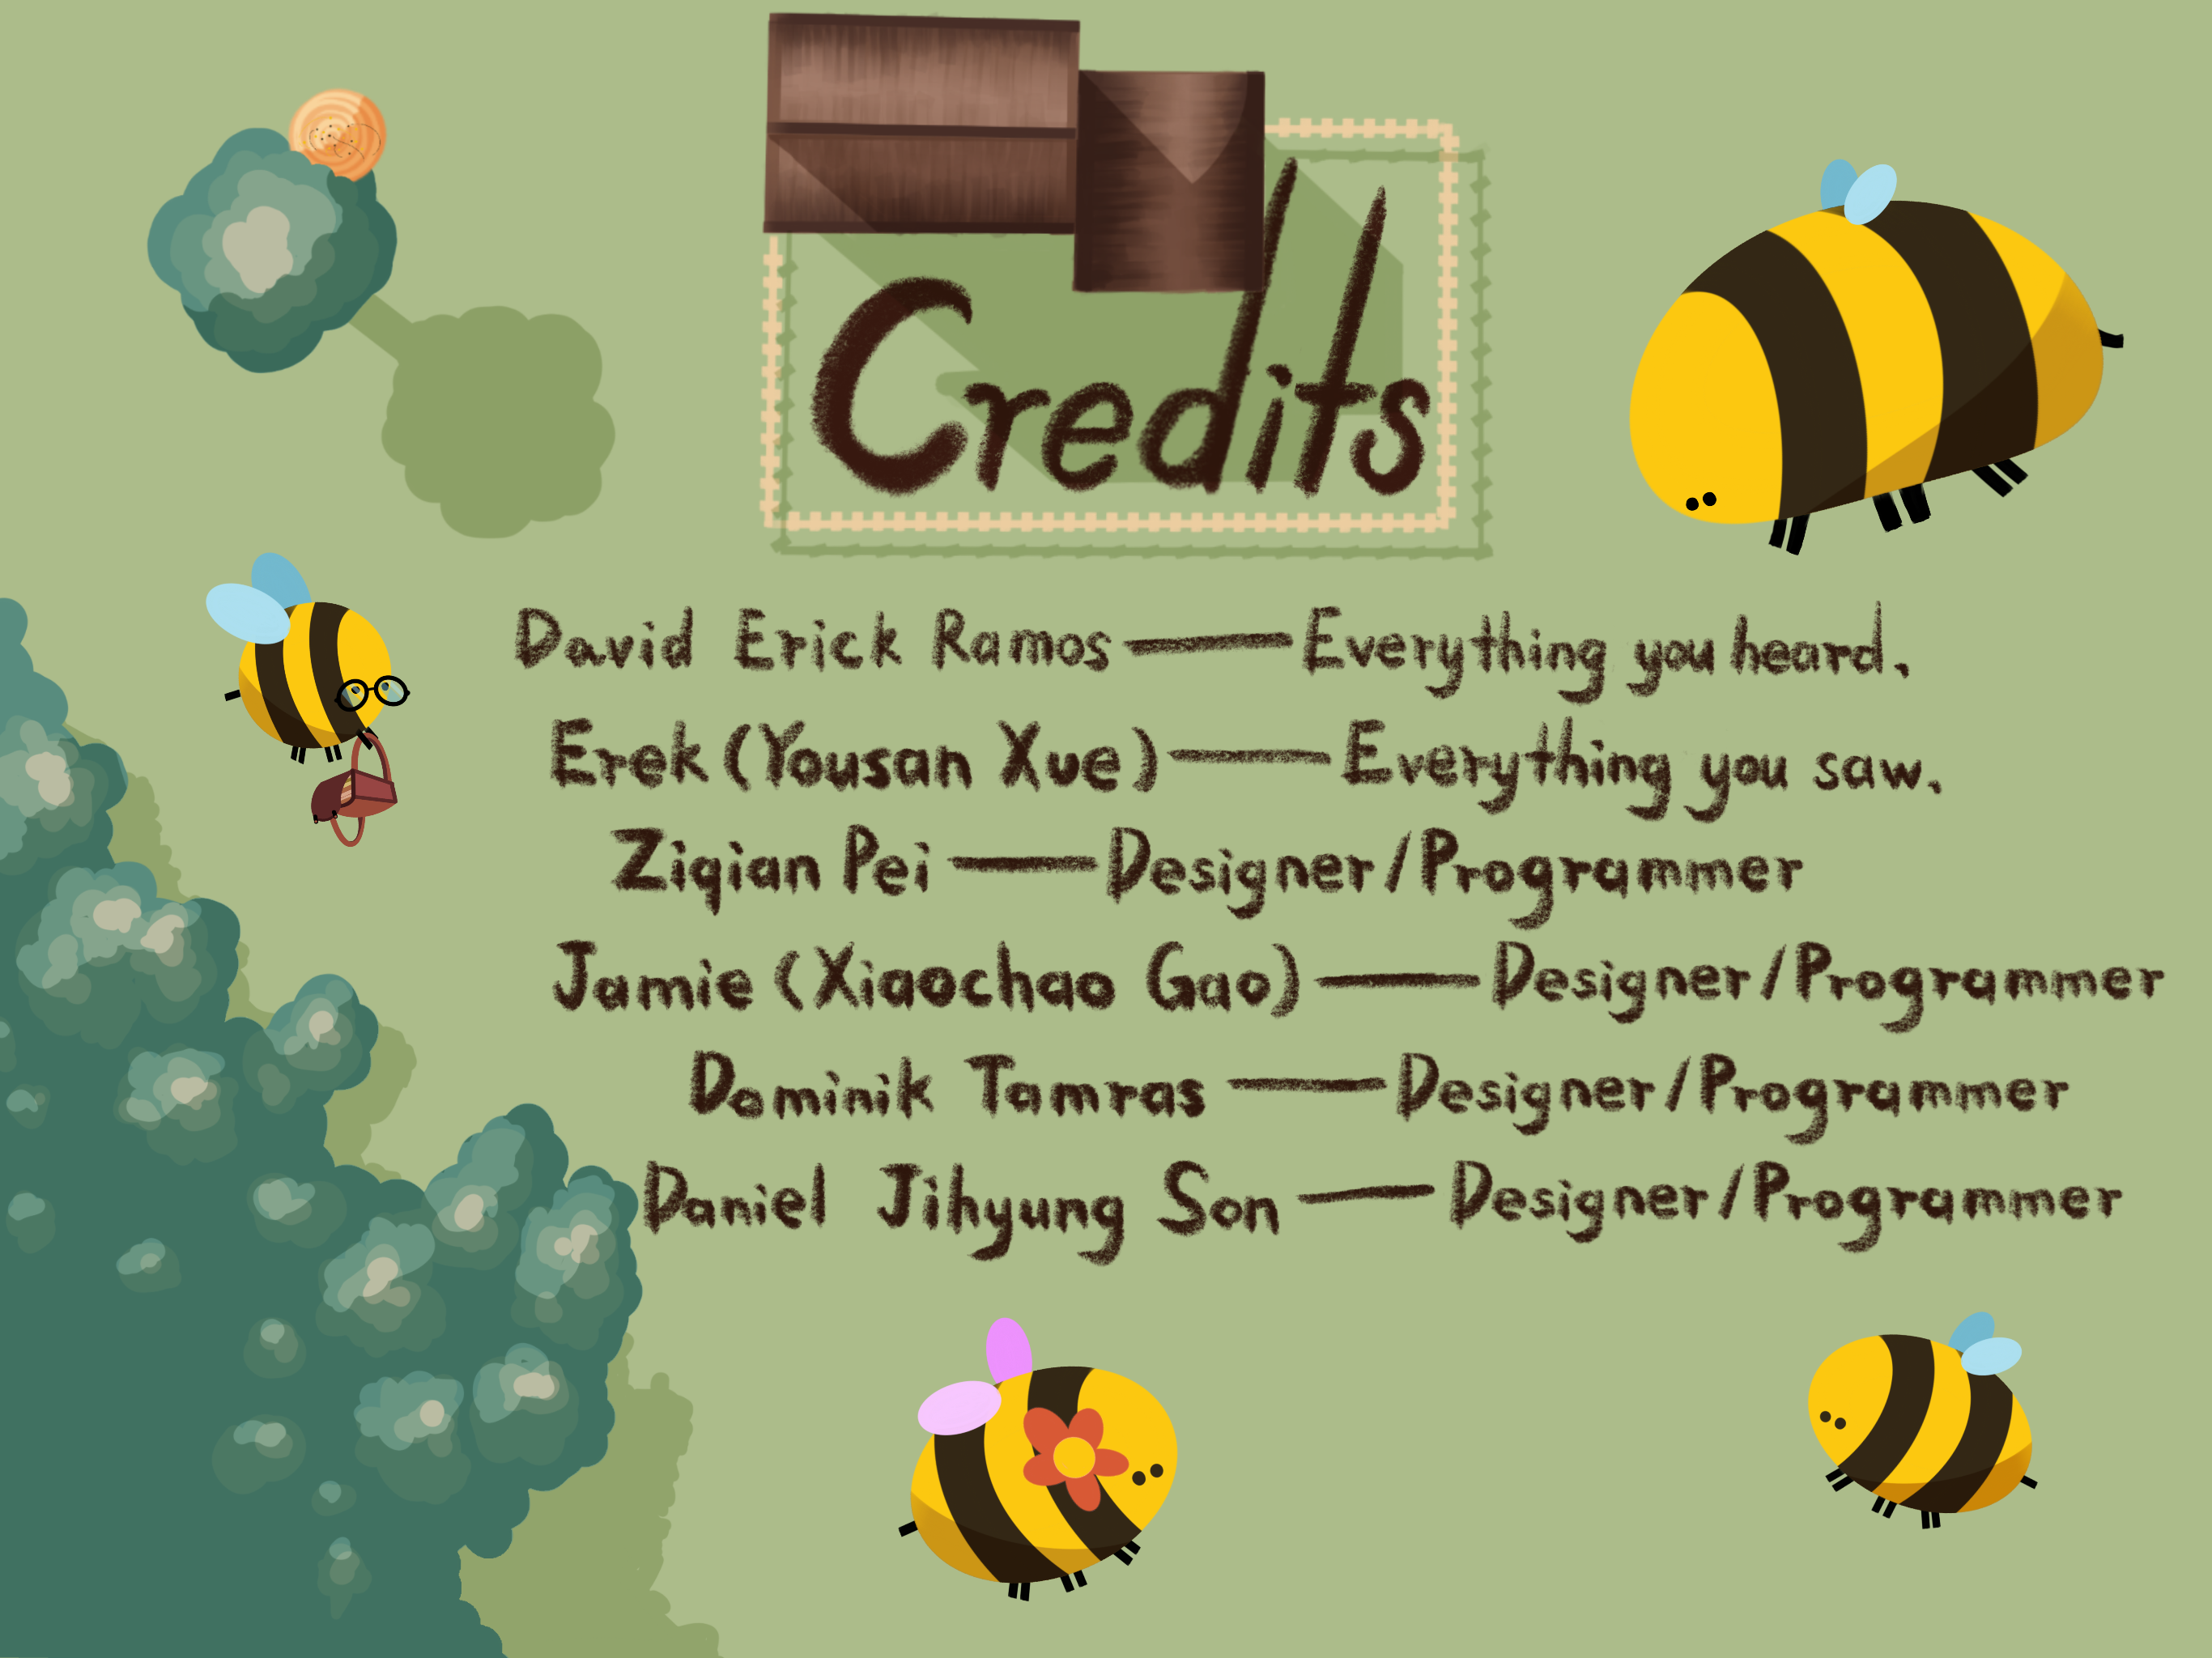 Credits
David Erick Ramos — Everything you heard.
Erek (Yousan Xue) — Everything you saw.
Ziqian Pei — Designer/Programmer
Jamie (Xiaochao Gao) — Designer/Programmer
Dominik Tamras — Designer/Programmer
Daniel Jihyung Son — Designer/Programmer